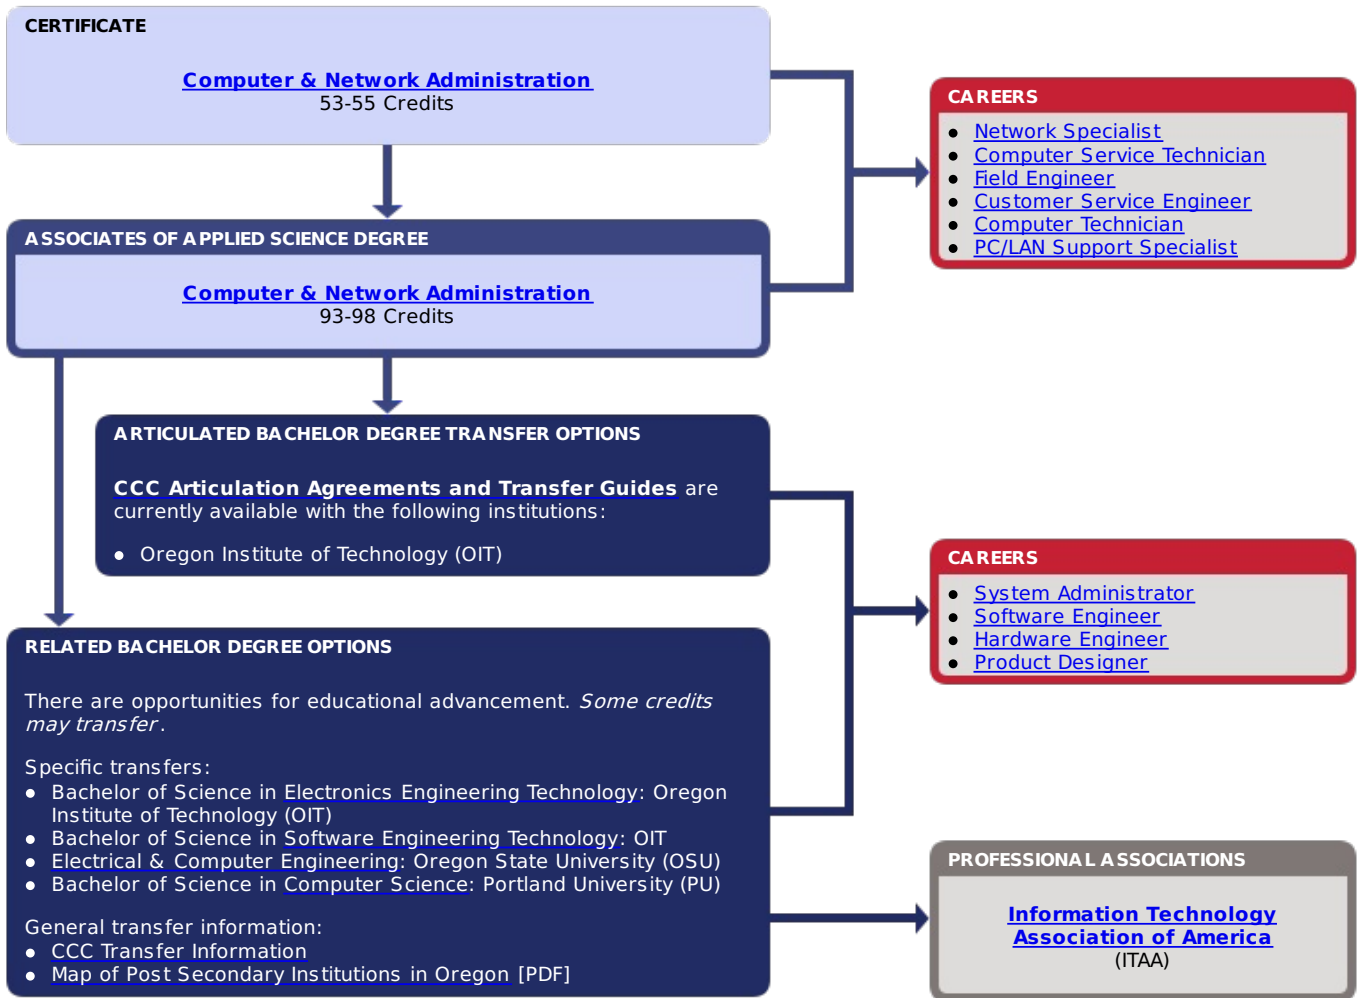 CERTIFICATE
Computer & Network Administration
53-55 Credits
CAREERS
● Network Specialist
● Computer Service Technician
● Field Engineer
● Customer Service Engineer
● Computer Technician
● PC/LAN Support Specialist
ASSOCIATES OF APPLIED SCIENCE DEGREE
Computer & Network Administration
93-98 Credits
ARTICULATED BACHELOR DEGREE TRANSFER OPTIONS
CCC Articulation Agreements and Transfer Guides are
currently available with the following institutions:
● Oregon Institute of Technology (OIT)
CAREERS
● System Administrator
● Software Engineer
● Hardware Engineer
● Product Designer
RELATED BACHELOR DEGREE OPTIONS
There are opportunities for educational advancement. Some credits
may transfer.
Specific transfers:
● Bachelor of Science in Electronics Engineering Technology: Oregon
Institute of Technology (OIT)
● Bachelor of Science in Software Engineering Technology: OIT
● Electrical & Computer Engineering: Oregon State University (OSU)
● Bachelor of Science in Computer Science: Portland University (PU)
General transfer information:
● CCC Transfer Information
● Map of Post Secondary Institutions in Oregon [PDF]
PROFESSIONAL ASSOCIATIONS
Information Technology
Association of America
(ITAA)